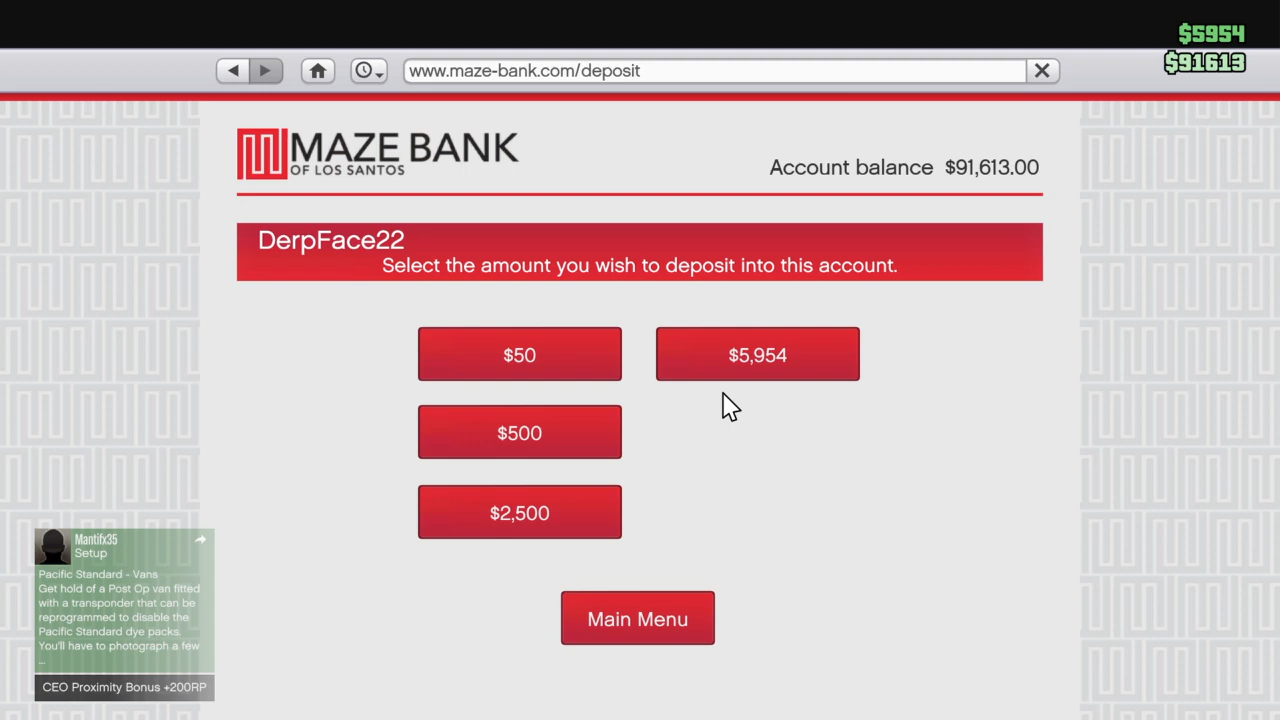 $5954
$91613
www.maze-bank.com/deposit
MAZE BANK
OF LOS SANTOS
Account balance $91,613.00
DerpFace22
Select the amount you wish to deposit into this account.
$50
$5,954
$500
$2,500
Main Menu
Mantifx35
Setup
Pacific Standard - Vans
Get hold of a Post Op van fitted
with a transponder that can be
reprogrammed to disable the
Pacific Standard dye packs.
You'll have to photograph a few
...
CEO Proximity Bonus +200RP